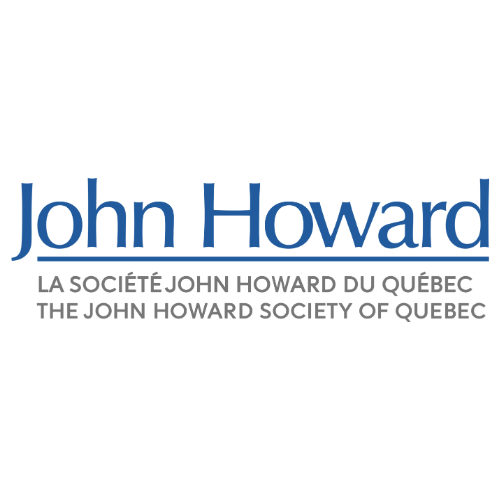 John Howard
LA SOCIÉTÉ JOHN HOWARD DU QUÉBEC
THE JOHN HOWARD SOCIETY OF QUEBEC